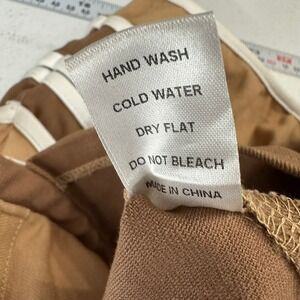 HAND WASH
COLD WATER
DRY FLAT
DO NOT BLEACH
MADE IN CHINA